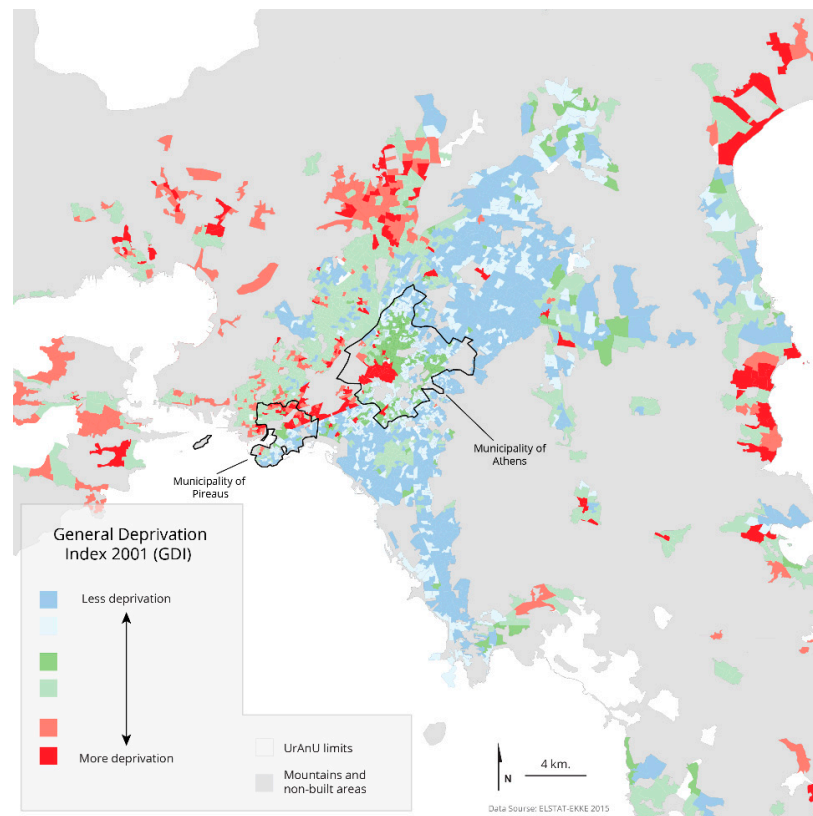 Municipality of
Athens
Municipality of
Pireaus
General Deprivation
Index 2001 (GDI)
Less deprivation
More deprivation
UrAnU limits
Mountains and
non-built areas
N
4 km.
Data Sourse: ELSTAT-EKKE 2015